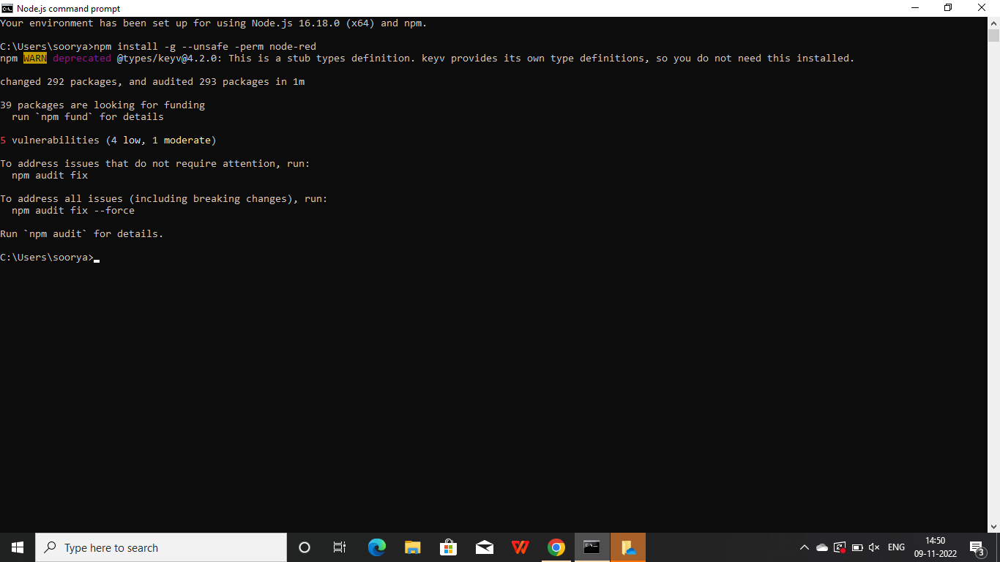 Node.js command prompt
Your environment has been set up for using Node.js 16.18.0 (x64) and npm.
C:\Users\soorya>npm install -g --unsafe -perm node-red
npm WARN deprecated @types/keyv@4.2.0: This is a stub types definition. keyv provides its own type definitions, so you do not need this installed.
changed 292 packages, and audited 293 packages in 1m
39 packages are looking for funding
  run `npm fund` for details
5 vulnerabilities (4 low, 1 moderate)
To address issues that do not require attention, run:
  npm audit fix
To address all issues (including breaking changes), run:
  npm audit fix --force
Run `npm audit` for details.
C:\Users\soorya>
Type here to search
ENG
14:50
09-11-2022
3